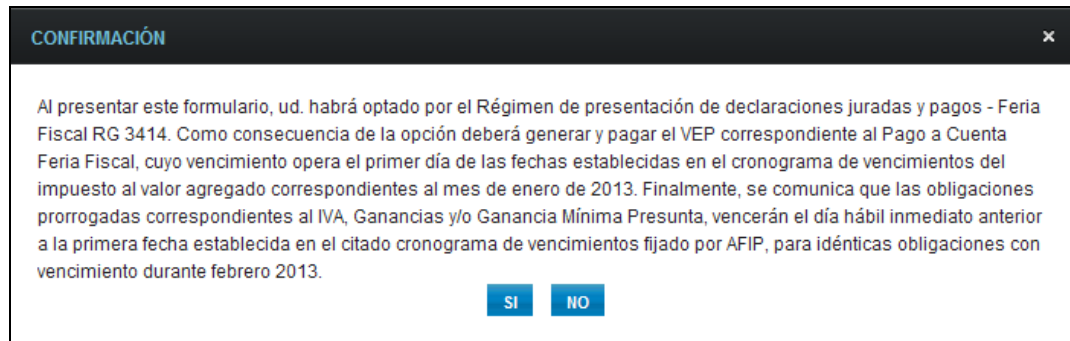 CONFIRMACIÓN ×
Al presentar este formulario, ud. habrá optado por el Régimen de presentación de declaraciones juradas y pagos - Feria
Fiscal RG 3414. Como consecuencia de la opción deberá generar y pagar el VEP correspondiente al Pago a Cuenta
Feria Fiscal, cuyo vencimiento opera el primer día de las fechas establecidas en el cronograma de vencimientos del
impuesto al valor agregado correspondientes al mes de enero de 2013. Finalmente, se comunica que las obligaciones
prorrogadas correspondientes al IVA, Ganancias y/o Ganancia Mínima Presunta, vencerán el día hábil inmediato anterior
a la primera fecha establecida en el citado cronograma de vencimientos fijado por AFIP, para idénticas obligaciones con
vencimiento durante febrero 2013.
SI NO